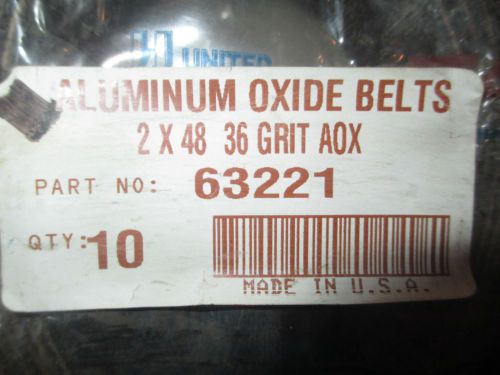 UNITED
ALUMINUM OXIDE BELTS
2 X 48 36 GRIT AOX
PART NO: 63221
QTY: 10
MADE IN U.S.A.